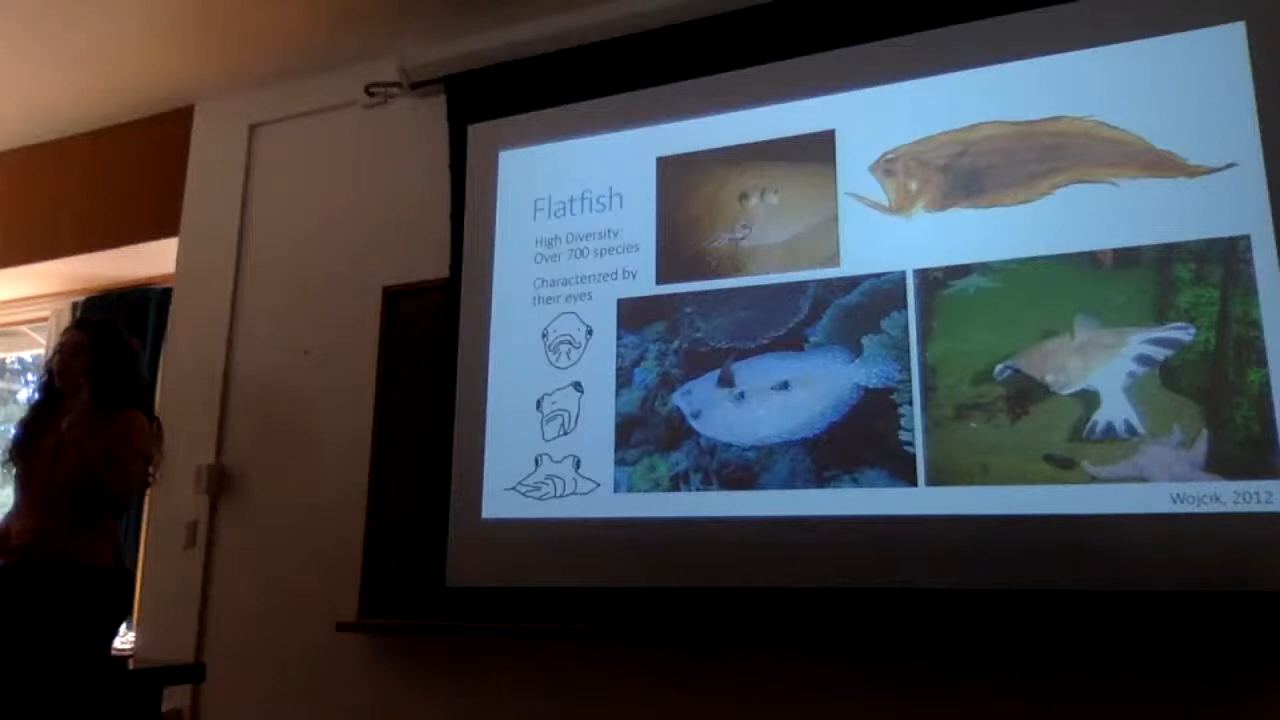 Flatfish
High Diversity:
Over 700 species
Characterized by
their eyes
Wojcik, 2012